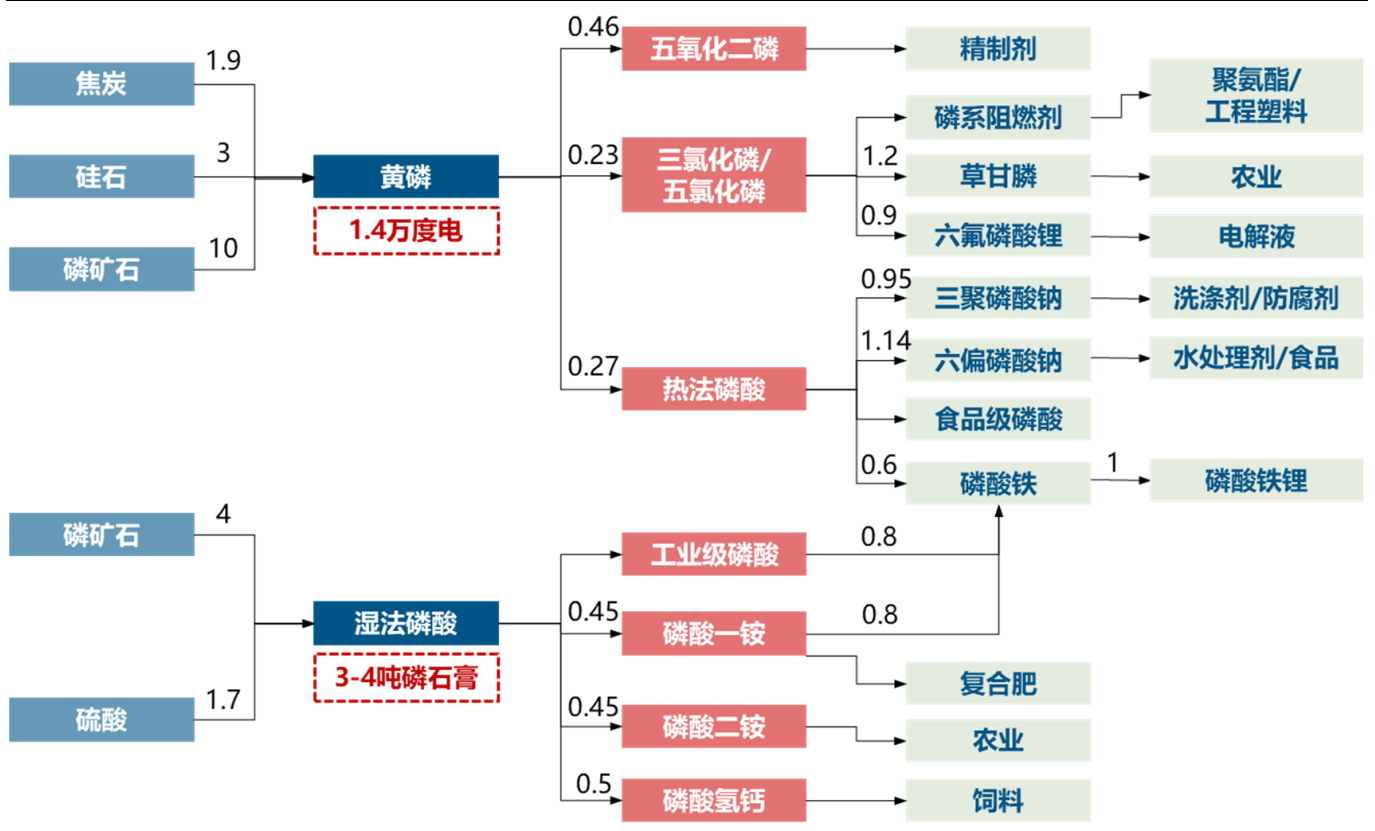 焦炭
1.9
硅石
3
磷矿石
10
黄磷
1.4万度电
0.46
五氧化二磷
精制剂
0.23
三氯化磷/
五氯化磷
磷系阻燃剂
聚氨酯/
工程塑料
1.2
草甘膦
农业
0.9
六氟磷酸锂
电解液
0.27
热法磷酸
0.95
三聚磷酸钠
洗涤剂/防腐剂
1.14
六偏磷酸钠
水处理剂/食品
食品级磷酸
0.6
磷酸铁
1
磷酸铁锂
磷矿石
4
硫酸
1.7
湿法磷酸
3-4吨磷石膏
工业级磷酸
0.8
0.45
磷酸一铵
0.8
复合肥
0.45
磷酸二铵
农业
0.5
磷酸氢钙
饲料